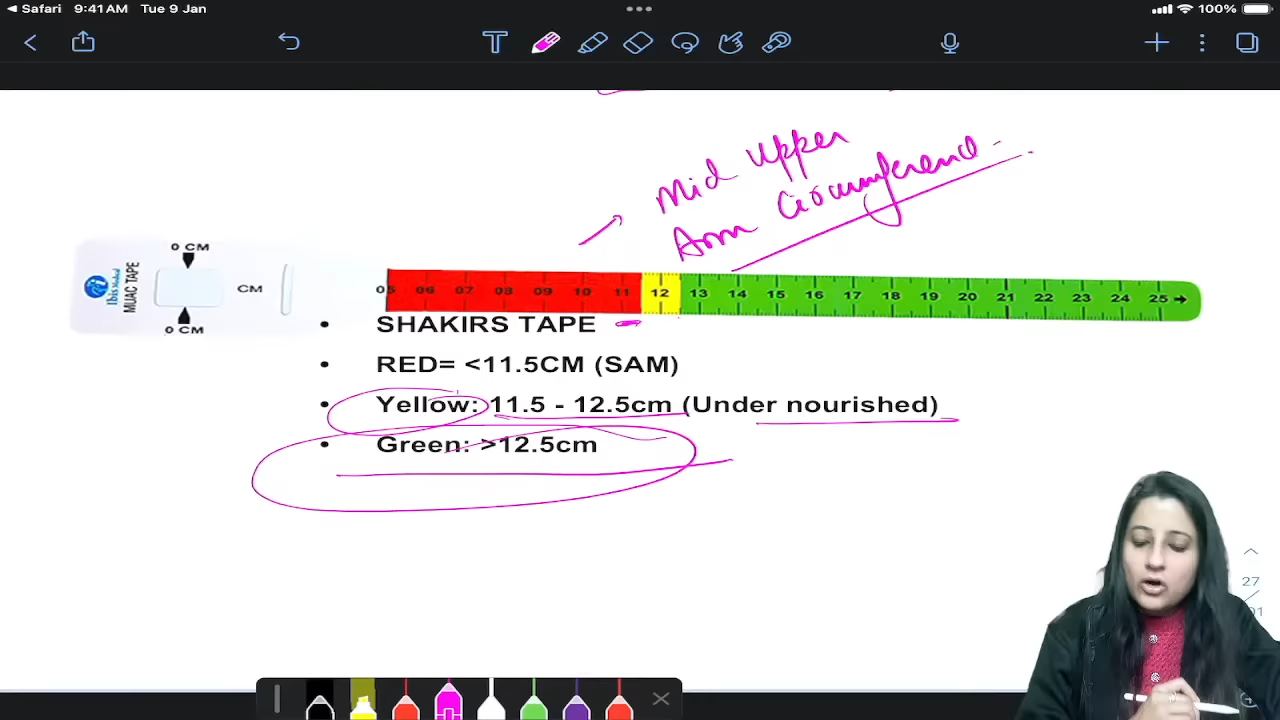 Safari 9:41 AM Tue 9 Jan 100%
Mid Upper
Arm Circumference
0 CM
ibis Medical
MUAC TAPE
CM
0 CM
05 06 07 08 09 10 11 12 13 14 15 16 17 18 19 20 21 22 23 24 25
• SHAKIRS TAPE
• RED= <11.5CM (SAM)
• Yellow: 11.5 - 12.5cm (Under nourished)
• Green: >12.5cm
27